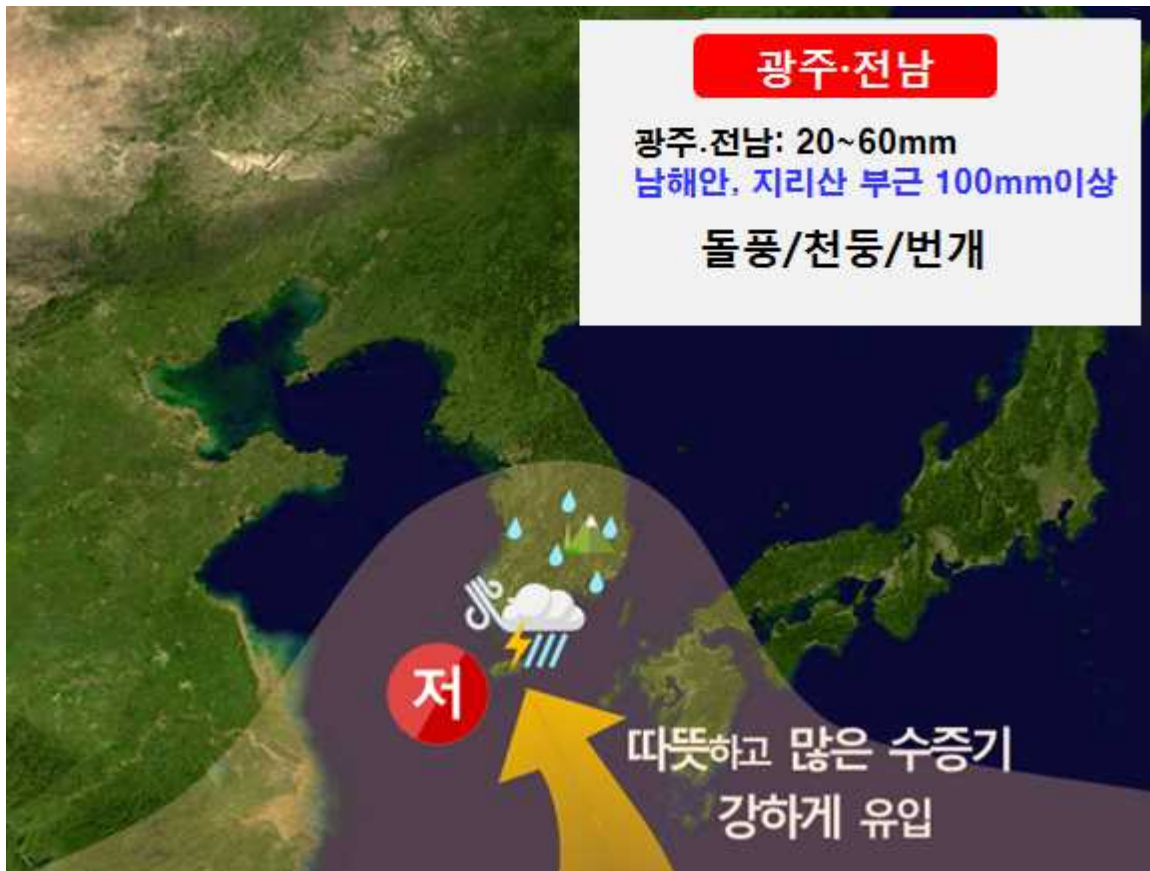 광주·전남
광주.전남: 20~60mm
남해안. 지리산 부근 100mm이상
돌풍/천둥/번개
저
따뜻하고 많은 수증기
강하게 유입